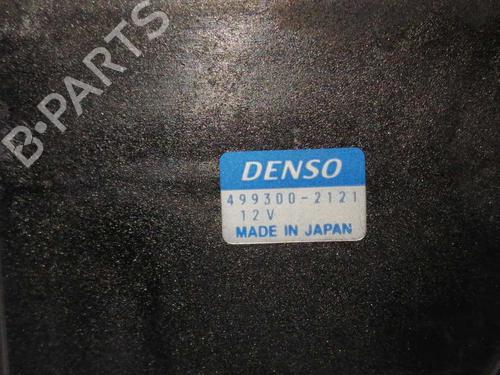 B-PARTS
DENSO
499300-2121
12V
MADE IN JAPAN